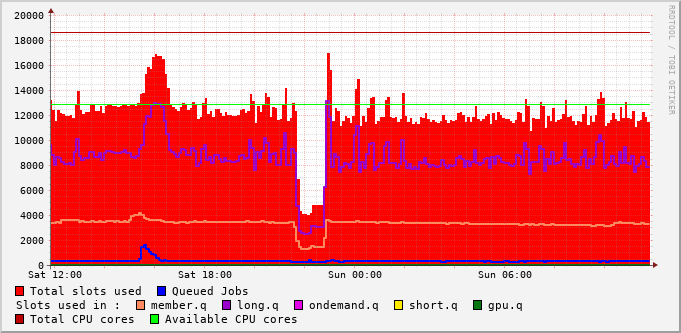 20000
18000
16000
14000
12000
10000
8000
6000
4000
2000
0
Sat 12:00 Sat 18:00 Sun 00:00 Sun 06:00
RRDTOOL / TOBI OETIKER
Total slots used Queued Jobs
Slots used in : member.q long.q ondemand.q short.q gpu.q
Total CPU cores Available CPU cores